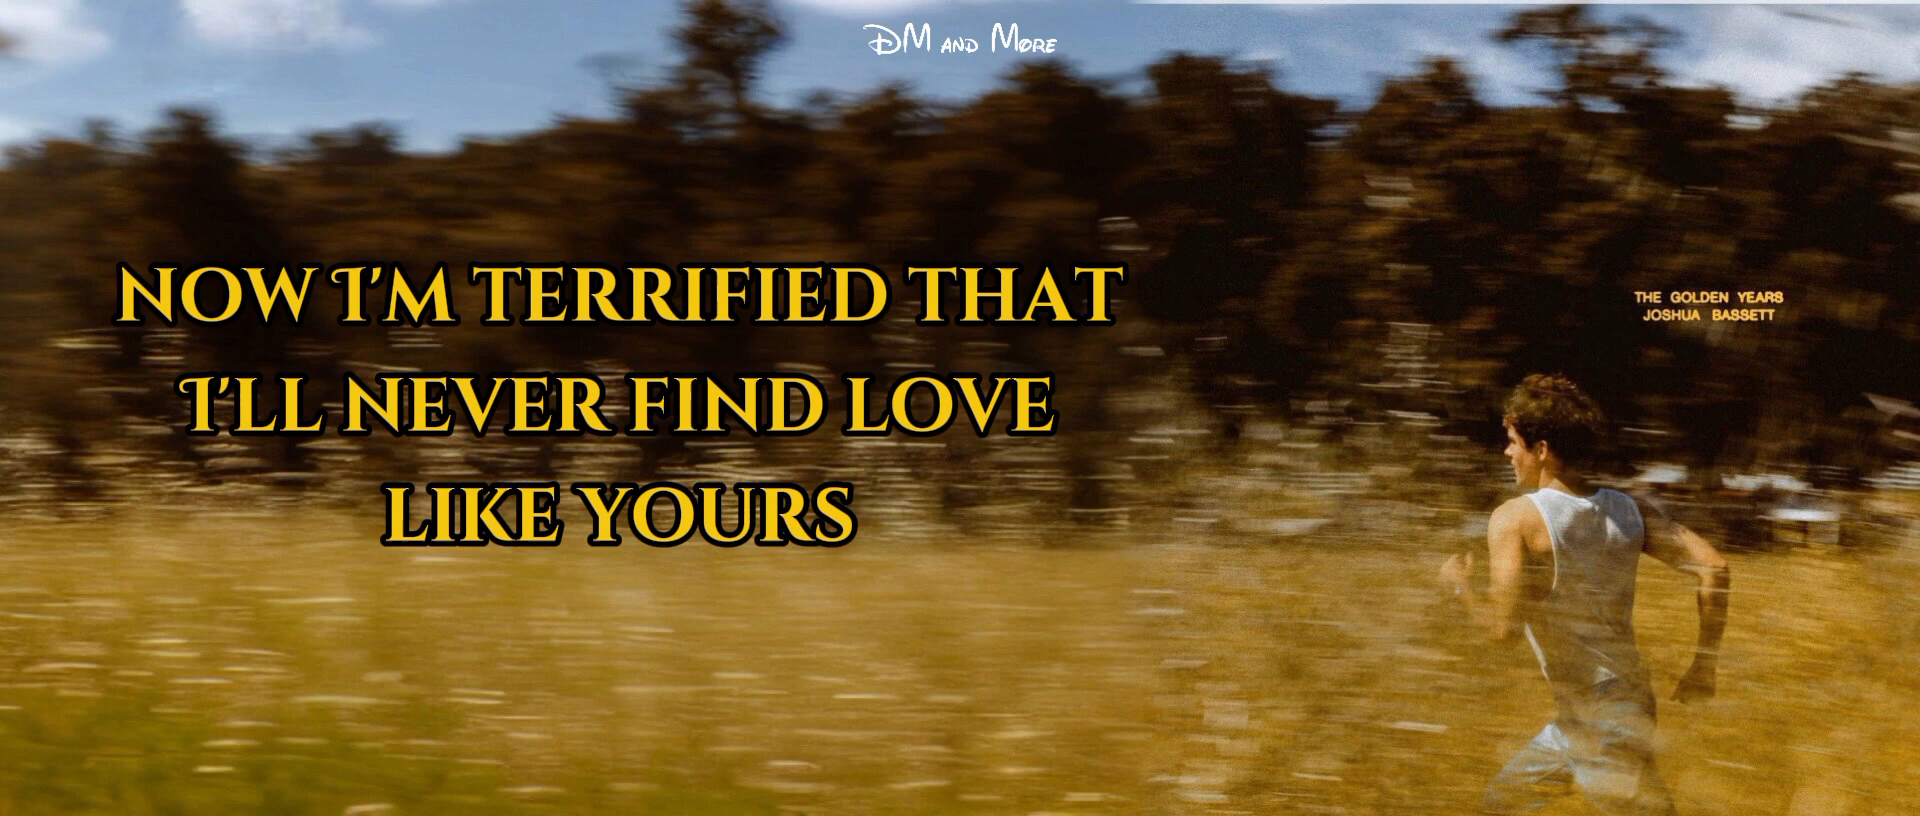 DM AND MORE
NOW I'M TERRIFIED THAT
I'LL NEVER FIND LOVE
LIKE YOURS
THE GOLDEN YEARS
JOSHUA BASSETT